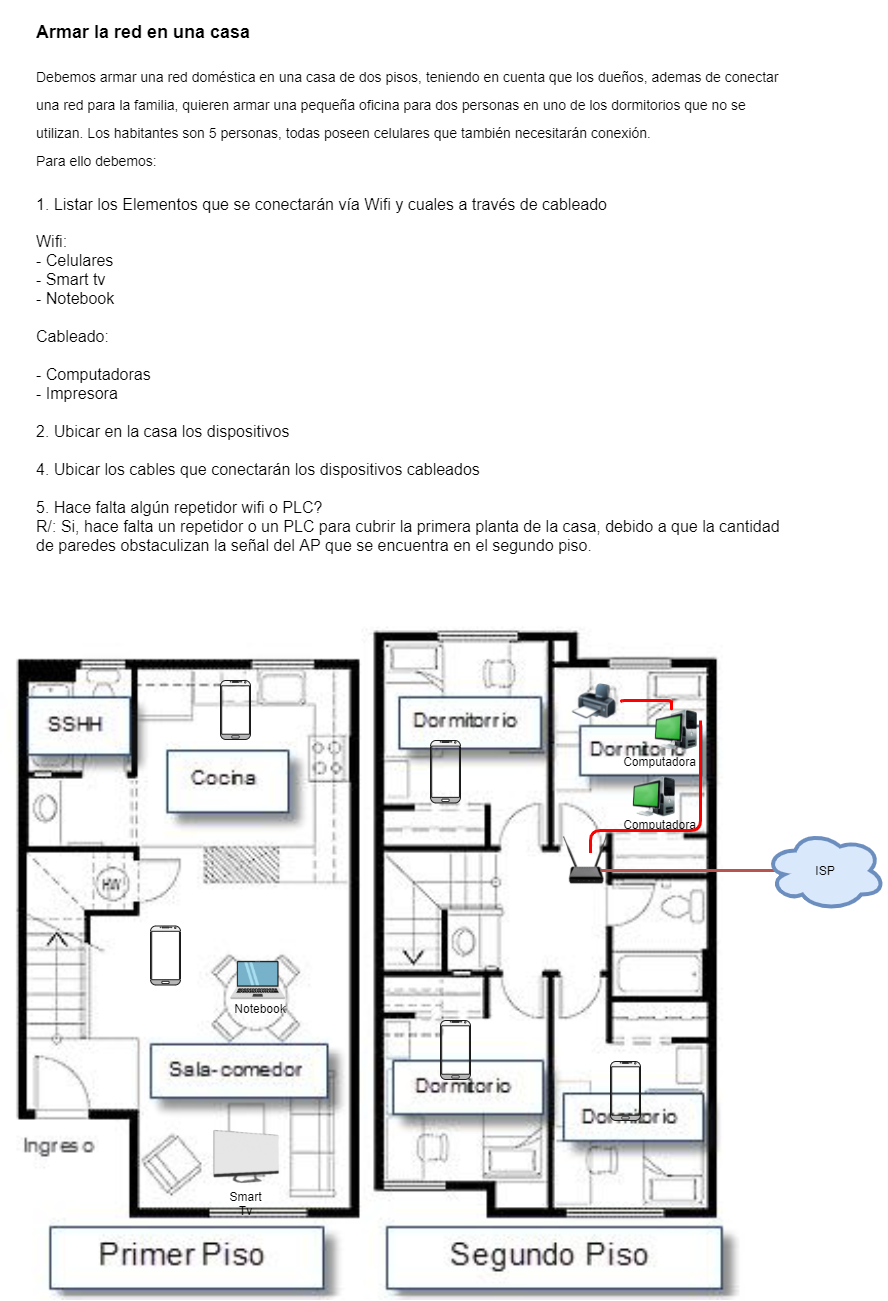 Armar la red en una casa
Debemos armar una red doméstica en una casa de dos pisos, teniendo en cuenta que los dueños, ademas de conectar
una red para la familia, quieren armar una pequeña oficina para dos personas en uno de los dormitorios que no se
utilizan. Los habitantes son 5 personas, todas poseen celulares que también necesitarán conexión.
Para ello debemos:
1. Listar los Elementos que se conectarán vía Wifi y cuales a través de cableado
Wifi:
- Celulares
- Smart tv
- Notebook
Cableado:
- Computadoras
- Impresora
2. Ubicar en la casa los dispositivos
4. Ubicar los cables que conectarán los dispositivos cableados
5. Hace falta algún repetidor wifi o PLC?
R/: Si, hace falta un repetidor o un PLC para cubrir la primera planta de la casa, debido a que la cantidad
de paredes obstaculizan la señal del AP que se encuentra en el segundo piso.
SSHH
Cocina
HW
Notebook
Sala-comedor
Ingreso
Smart
Tv
Primer Piso
Dormitorrio
Dormitorio
Computadora
Computadora
ISP
Dormitorio
Dormitorio
Segundo Piso